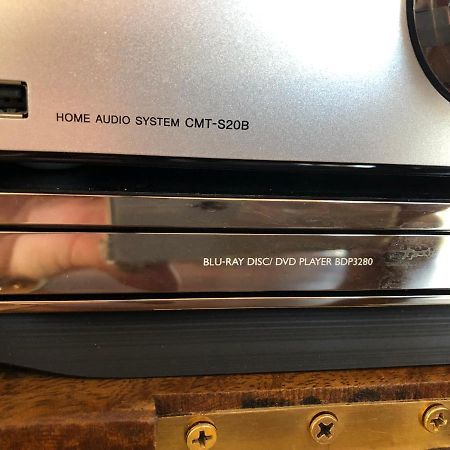 HOME AUDIO SYSTEM CMT-S20B
BLU-RAY DISC/ DVD PLAYER BDP3280